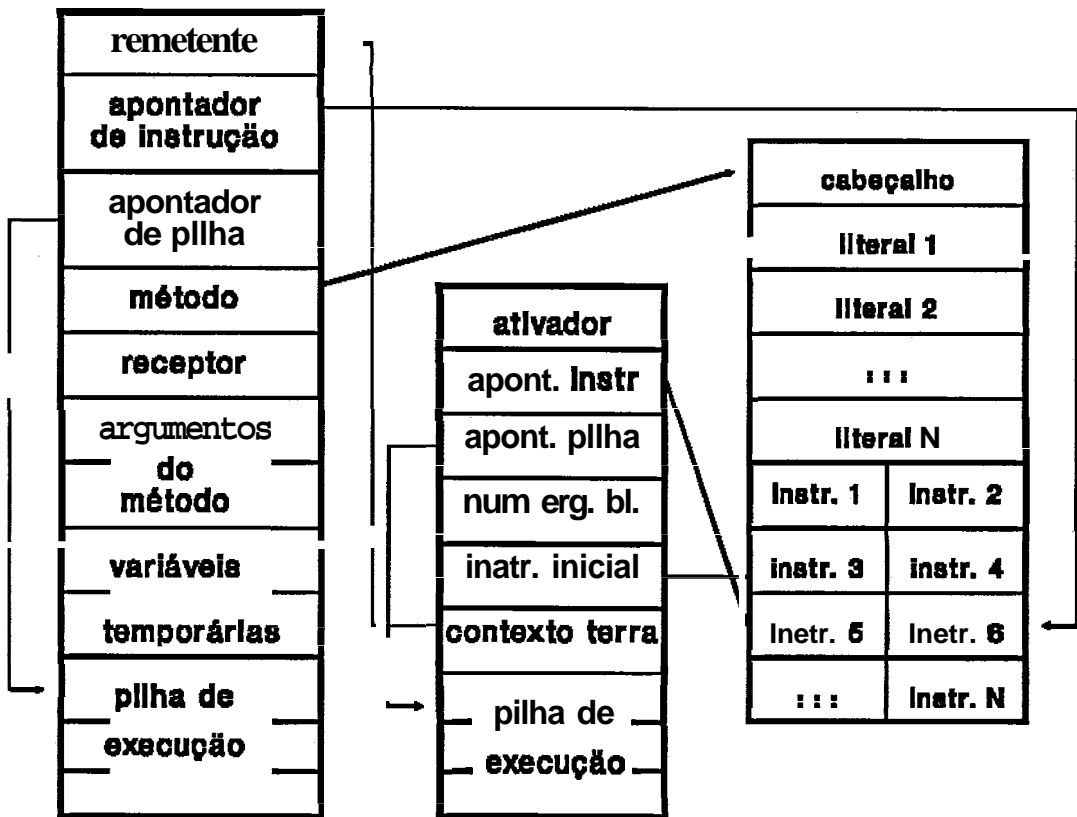 remetente
apontador
de instrução
apontador
de pilha
método
receptor
argumentos
do
método
variáveis
temporárias
pilha de
execução
ativador
apont. instr
apont. pilha
num erg. bl.
inatr. inicial
contexto terra
pilha de
execução
cabeçalho
literal 1
literal 2
:::
literal N
Instr. 1 Instr. 2
instr. 3 instr. 4
Inetr. 5 Inetr. 6
::: Instr. N